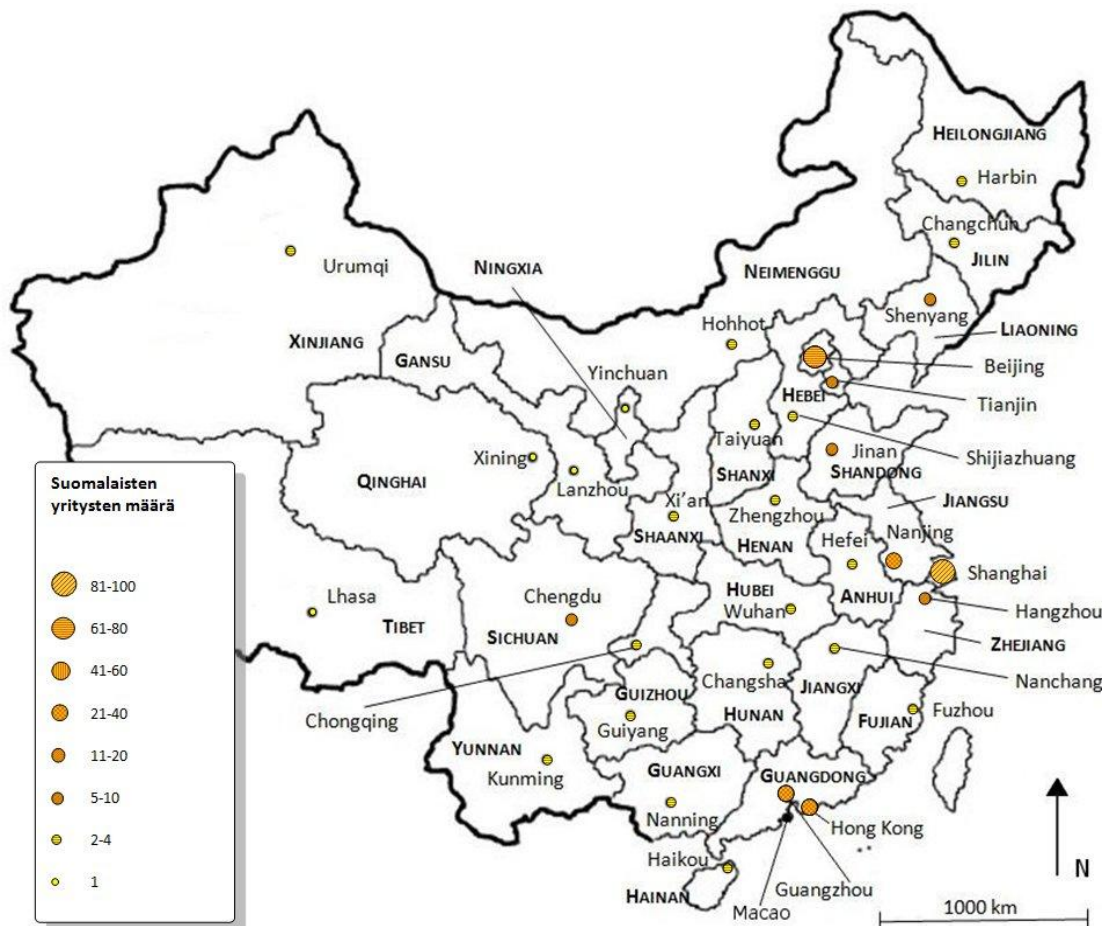 HEILONGJIANG
Harbin
Changchun
JILIN
NEIMENGGU
NINGXIA
Urumqi
Shenyang
LIAONING
Hohhot
XINJIANG
GANSU
Beijing
Yinchuan
HEBEI
Tianjin
Taiyuan
Jinan
Xining
Shijiazhuang
SHANXI
SHANDONG
QINGHAI
Lanzhou
JIANGSU
Xi'an
Zhengzhou
Nanjing
SHAANXI
HENAN
Hefei
Shanghai
Lhasa
Chengdu
HUBEI
ANHUI
Wuhan
Hangzhou
TIBET
SICHUAN
ZHEJIANG
Changsha
JIANGXI
Nanchang
GUIZHOU
Chongqing
HUNAN
FUJIAN
Fuzhou
Guiyang
YUNNAN
Kunming
GUANGXI
GUANGDONG
Nanning
Hong Kong
Haikou
Guangzhou
HAINAN
Macao
N
1000 km
Suomalaisten
yritysten määrä
81-100
61-80
41-60
21-40
11-20
5-10
2-4
1